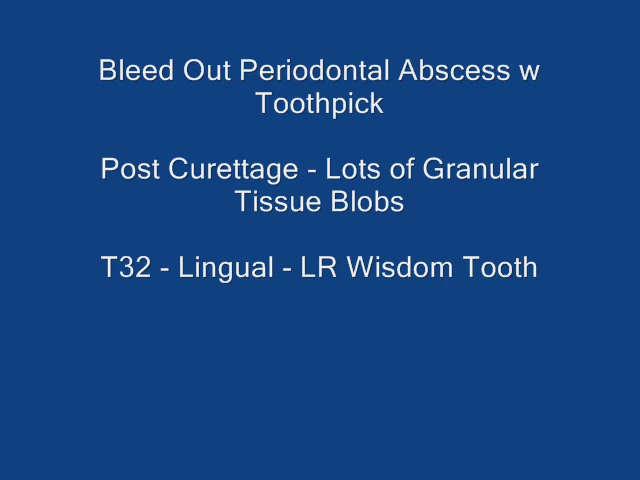 Bleed Out Periodontal Abscess w
Toothpick
Post Curettage - Lots of Granular
Tissue Blobs
T32 - Lingual - LR Wisdom Tooth